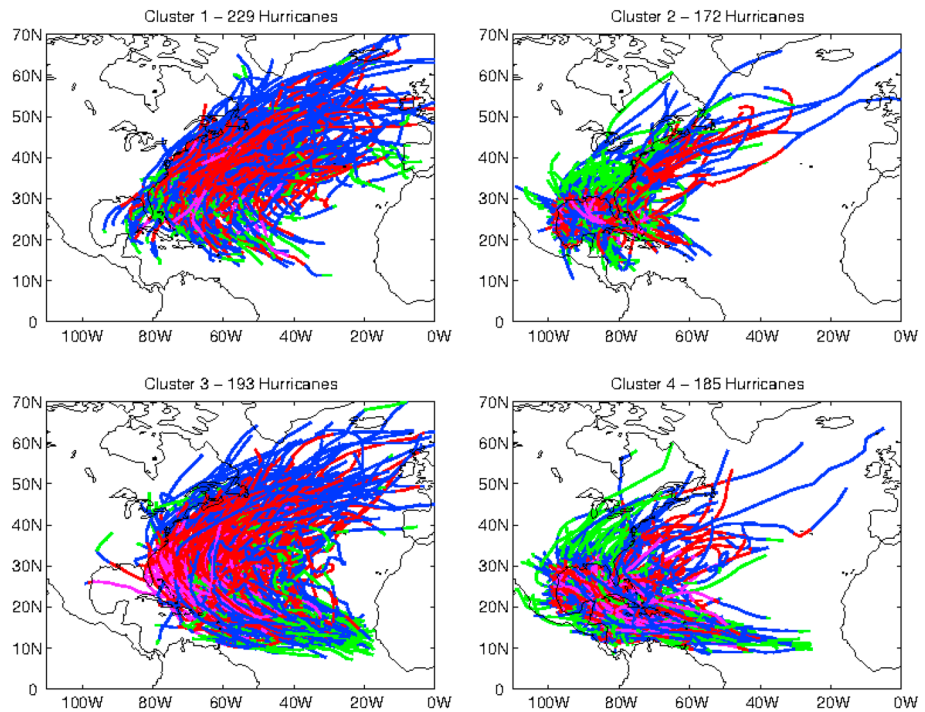 Cluster 1 – 229 Hurricanes
Cluster 2 – 172 Hurricanes
70N
60N
50N
40N
30N
20N
10N
0
100W 80W 60W 40W 20W 0W
70N
60N
50N
40N
30N
20N
10N
0
100W 80W 60W 40W 20W 0W
Cluster 3 – 193 Hurricanes
Cluster 4 – 185 Hurricanes
70N
60N
50N
40N
30N
20N
10N
0
100W 80W 60W 40W 20W 0W
70N
60N
50N
40N
30N
20N
10N
0
100W 80W 60W 40W 20W 0W